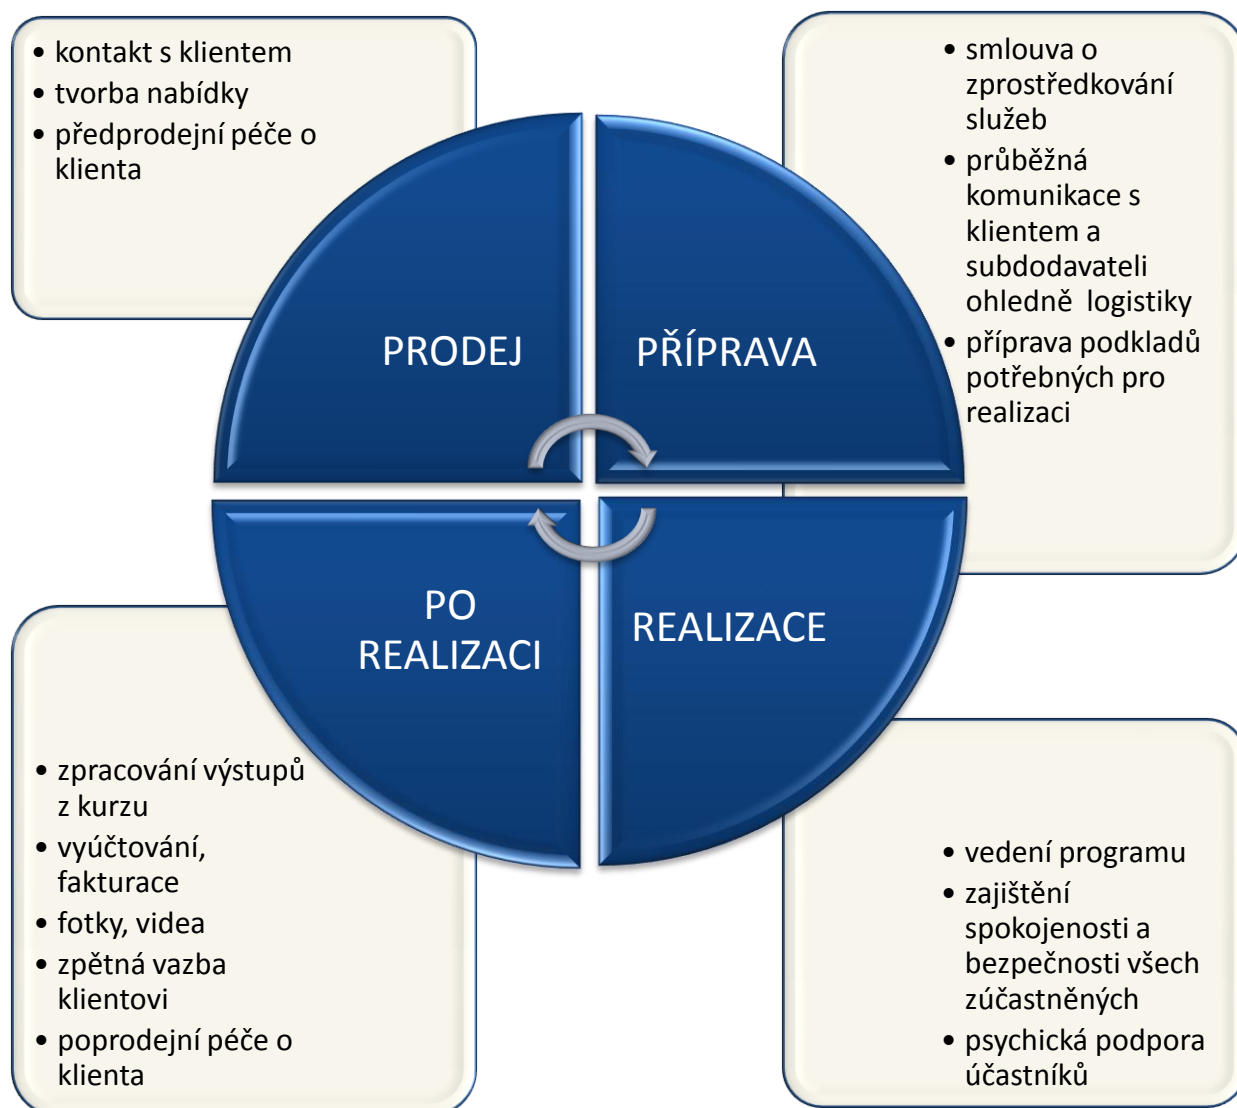 • kontakt s klientem
• tvorba nabídky
• předprodejní péče o
klienta
• smlouva o
zprostředkování
služeb
• průběžná
komunikace s
klientem a
subdodavateli
ohledně logistiky
• příprava podkladů
potřebných pro
realizaci
PRODEJ
PŘÍPRAVA
PO
REALIZACI
REALIZACE
• zpracování výstupů
z kurzu
• vyúčtování,
fakturace
• fotky, videa
• zpětná vazba
klientovi
• poprodejní péče o
klienta
• vedení programu
• zajištění
spokojenosti a
bezpečnosti všech
zúčastněných
• psychická podpora
účastníků